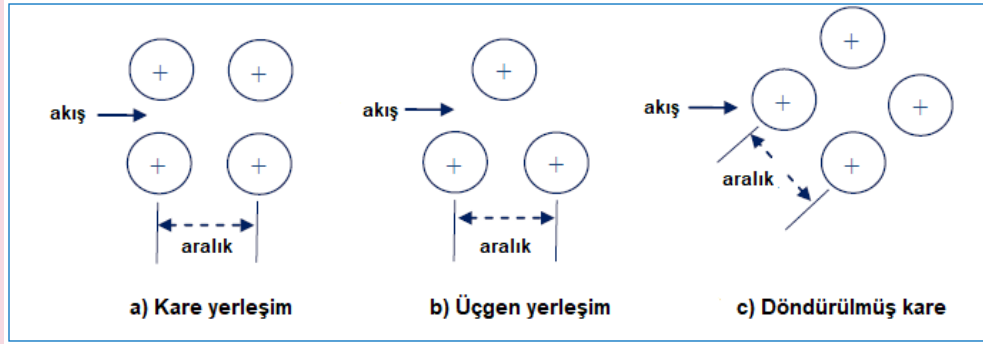 akış
aralık
a) Kare yerleşim
akış
aralık
b) Üçgen yerleşim
akış
aralık
c) Döndürülmüş kare